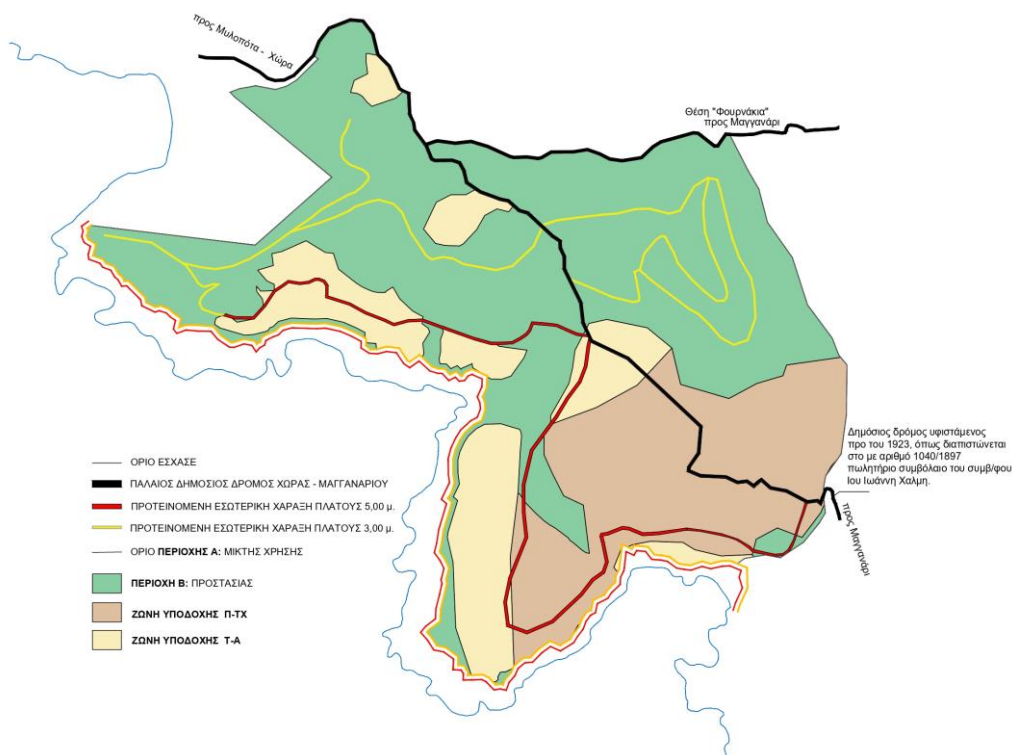 προς Μυλοπότα - Χώρα
Θέση "Φουρνάκια"
προς Μαγγανάρι
Δημόσιος δρόμος υφιστάμενος
προ του 1923, όπως διαπιστώνεται
στο με αριθμό 1040/1897
πωλητήριο συμβόλαιο του συμβ/φου
Ιου Ιωάννη Χαλμη.
προς Μαγγανάρι
ΟΡΙΟ ΕΣΧΑΣΕ
ΠΑΛΑΙΟΣ ΔΗΜΟΣΙΟΣ ΔΡΟΜΟΣ ΧΩΡΑΣ - ΜΑΓΓΑΝΑΡΙΟΥ
ΠΡΟΤΕΙΝΟΜΕΝΗ ΕΣΩΤΕΡΙΚΗ ΧΑΡΑΞΗ ΠΛΑΤΟΥΣ 5,00 μ.
ΠΡΟΤΕΙΝΟΜΕΝΗ ΕΣΩΤΕΡΙΚΗ ΧΑΡΑΞΗ ΠΛΑΤΟΥΣ 3,00 μ.
ΟΡΙΟ ΠΕΡΙΟΧΗΣ Α: ΜΙΚΤΗΣ ΧΡΗΣΗΣ
ΠΕΡΙΟΧΗ Β: ΠΡΟΣΤΑΣΙΑΣ
ΖΩΝΗ ΥΠΟΔΟΧΗΣ Π-ΤΧ
ΖΩΝΗ ΥΠΟΔΟΧΗΣ Τ-Α